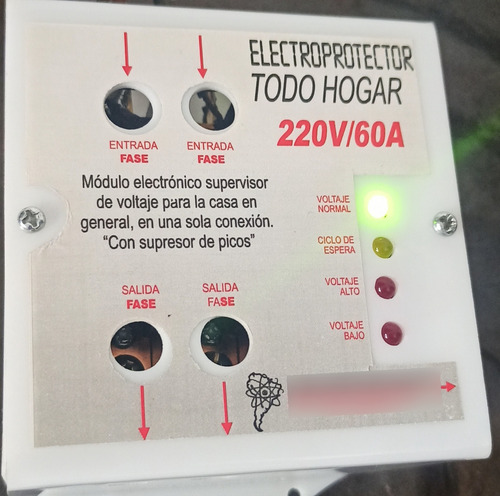 ELECTROPROTECTOR
TODO HOGAR
220V/60A
ENTRADA
FASE
ENTRADA
FASE
Módulo electrónico supervisor
de voltaje para la casa en
general, en una sola conexión.
“Con supresor de picos”
VOLTAJE
NORMAL
CICLO DE
ESPERA
VOLTAJE
ALTO
VOLTAJE
BAJO
SALIDA
FASE
SALIDA
FASE